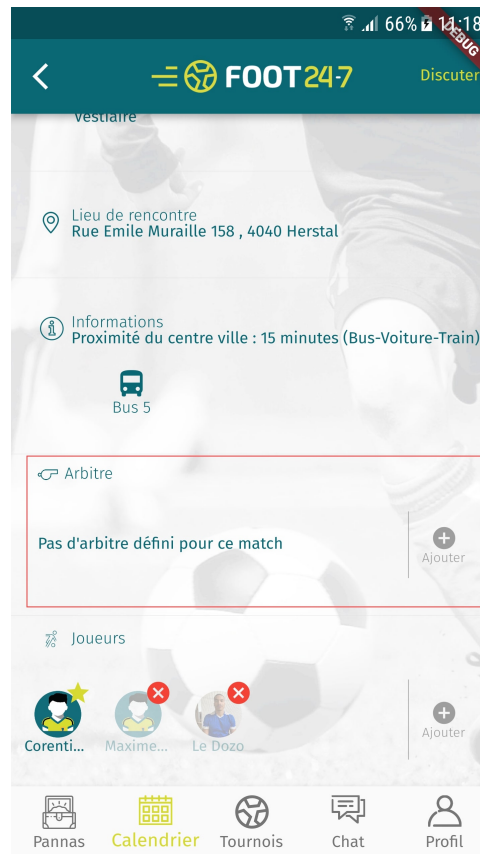 66% 11:18
DEBUG
FOOT24-7
Discuter
Vestiaire
Lieu de rencontre
Rue Emile Muraille 158 , 4040 Herstal
Informations
Proximité du centre ville : 15 minutes (Bus-Voiture-Train)
Bus 5
Arbitre
Pas d'arbitre défini pour ce match
Ajouter
Joueurs
Corenti...
Maxime...
Le Dozo
Ajouter
Pannas
Calendrier
Tournois
Chat
Profil